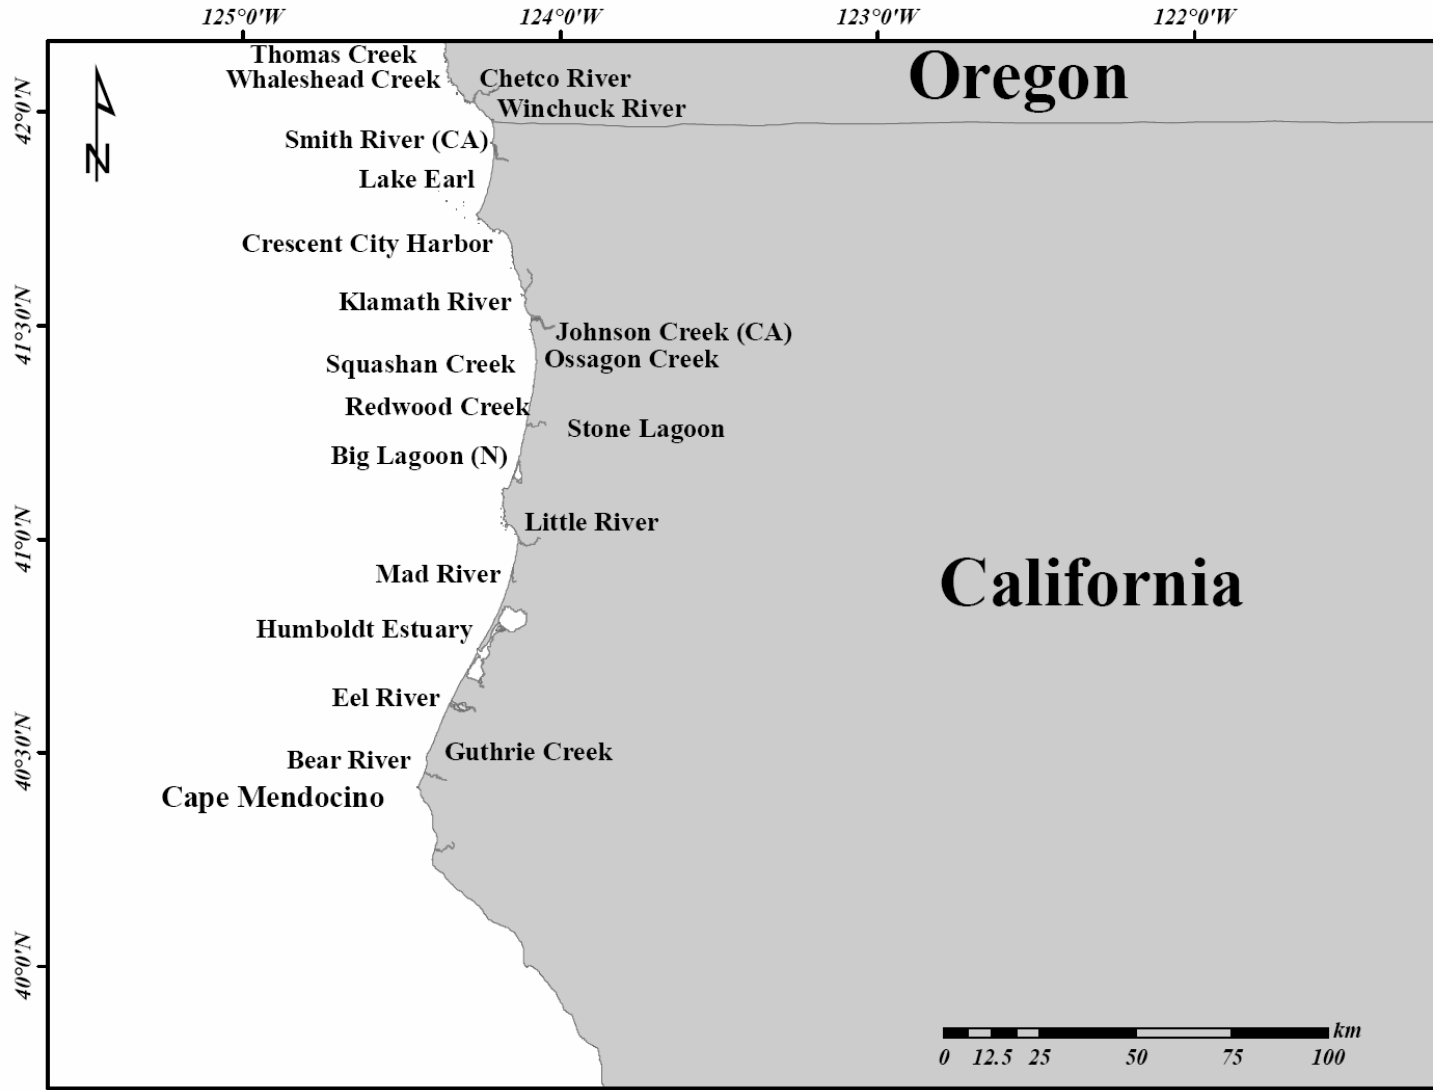 125°0'W
124°0'W
123°0'W
122°0'W
Thomas Creek
Oregon
Whaleshead Creek
Chetco River
42°0'N
Winchuck River
N
Smith River (CA)
Lake Earl
Crescent City Harbor
Klamath River
41°30'N
Johnson Creek (CA)
Squashan Creek
Ossagon Creek
Redwood Creek
Stone Lagoon
Big Lagoon (N)
Little River
41°0'N
Mad River
California
Humboldt Estuary
Eel River
40°30'N
Guthrie Creek
Bear River
Cape Mendocino
40°0'N
km
0 12.5 25 50 75 100